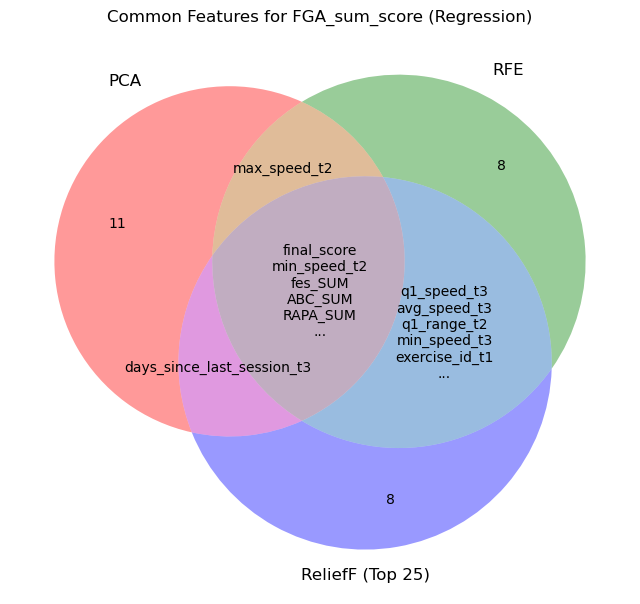 Common Features for FGA_sum_score (Regression)
PCA
RFE
max_speed_t2
8
11
final_score
min_speed_t2
fes_SUM
ABC_SUM
RAPA_SUM
...
q1_speed_t3
avg_speed_t3
q1_range_t2
min_speed_t3
exercise_id_t1
...
days_since_last_session_t3
8
ReliefF (Top 25)